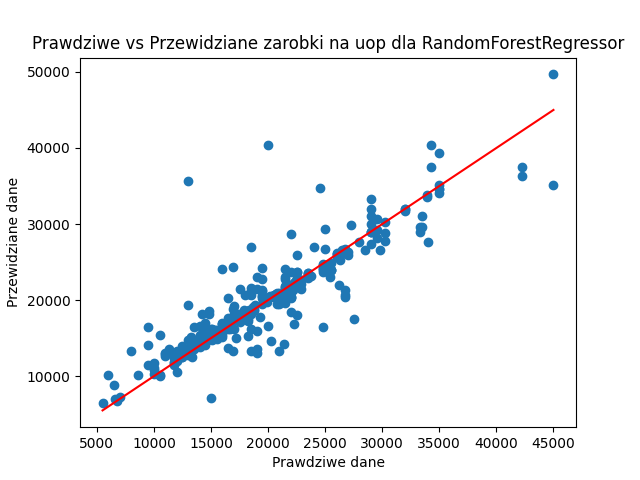 Prawdziwe vs Przewidziane zarobki na uop dla RandomForestRegressor
50000
40000
30000
20000
10000
Przewidziane dane
5000 10000 15000 20000 25000 30000 35000 40000 45000
Prawdziwe dane